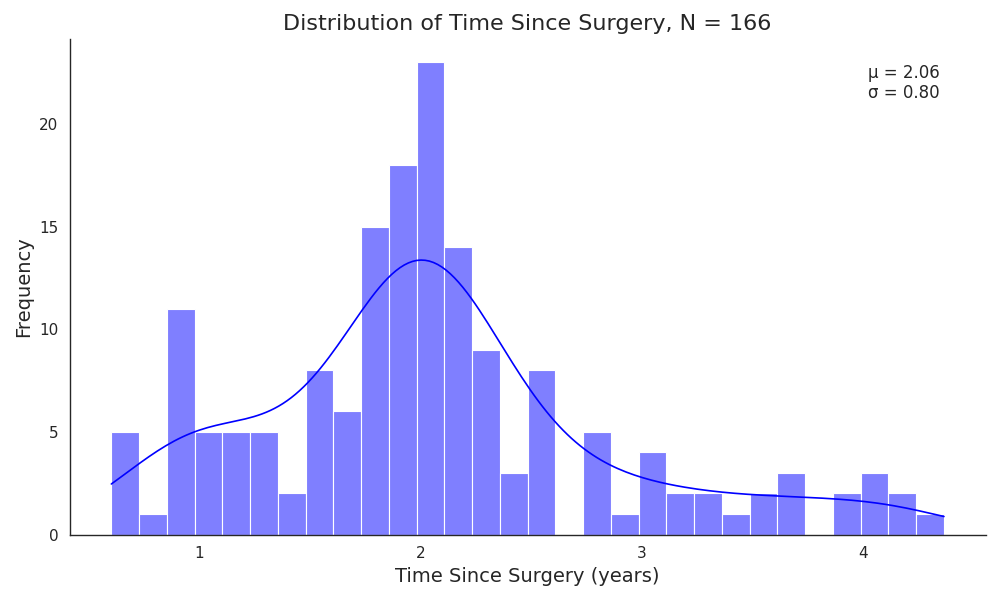 Distribution of Time Since Surgery, N = 166
μ = 2.06
σ = 0.80
Frequency
20
15
10
5
0
1 2 3 4
Time Since Surgery (years)